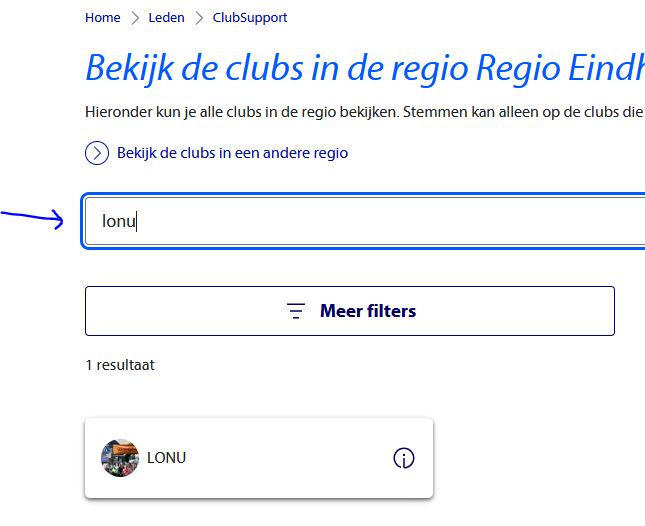 Home > Leden > ClubSupport
Bekijk de clubs in de regio Regio Eindh
Hieronder kun je alle clubs in de regio bekijken. Stemmen kan alleen op de clubs die
Bekijk de clubs in een andere regio
lonu
Meer filters
1 resultaat
LONU